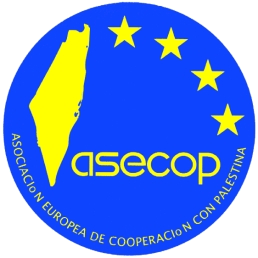 asecop
ASOCIACIoN EUROPEA DE COOPERACIoN CON PALESTINA